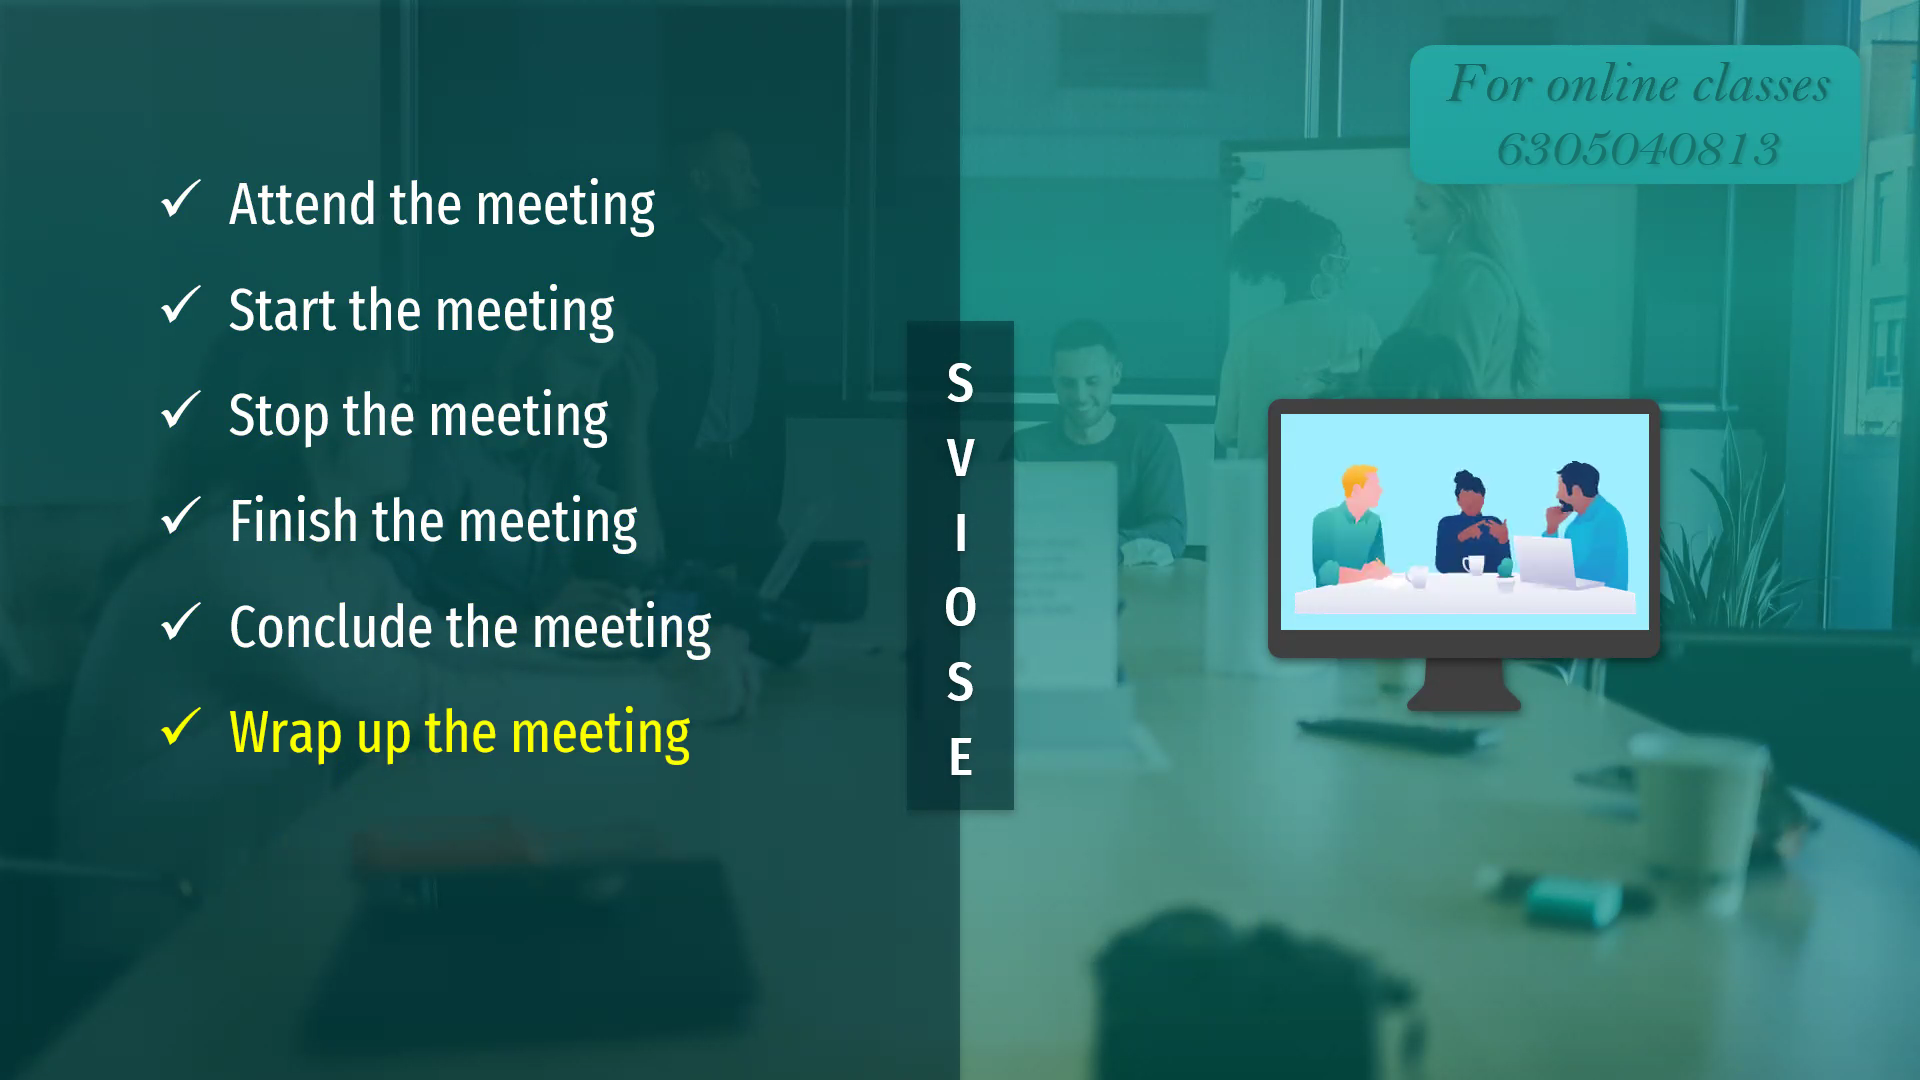 For online classes
6305040813
✓ Attend the meeting
✓ Start the meeting
✓ Stop the meeting
✓ Finish the meeting
✓ Conclude the meeting
✓ Wrap up the meeting
S
V
I
O
S
E